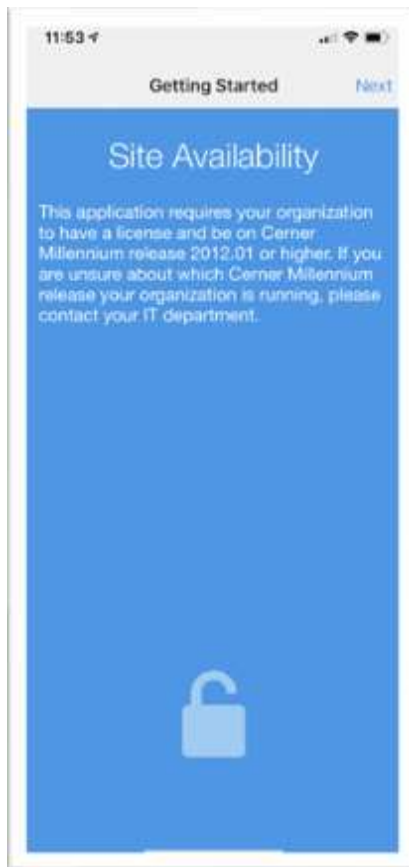 11:53
Getting Started
Next
Site Availability
This application requires your organization
to have a license and be on Cerner
Millennium release 2012.01 or higher. If you
are unsure about which Cerner Millennium
release your organization is running, please
contact your IT department.